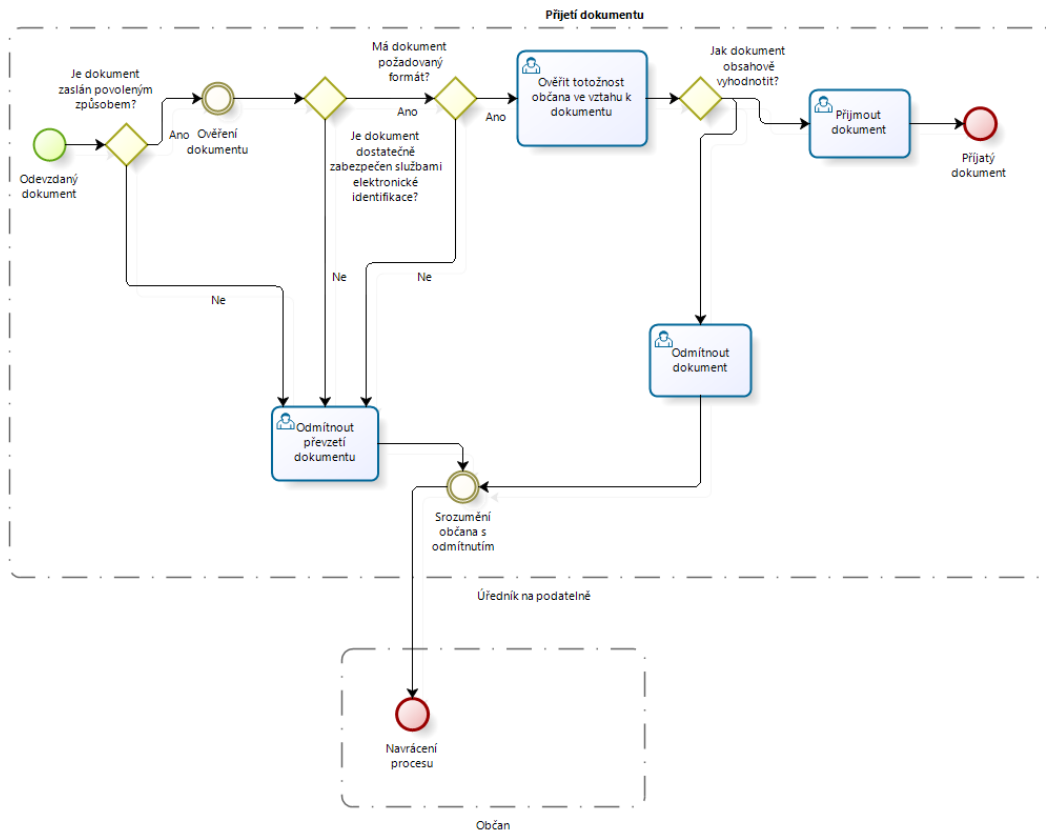 Přijetí dokumentu
Je dokument
zaslán povoleným
způsobem?
Má dokument
požadovaný
formát?
Jak dokument
obsahově
vyhodnotit?
Ověřit totožnost
občana ve vztahu k
dokumentu
Přijmout
dokument
Ano
Ověření
dokumentu
Ano
Ano
Je dokument
dostatečně
zabezpečen službami
elektronické
identifikace?
Odevzdaný
dokument
Příjatý
dokument
Ne
Ne
Ne
Odmítnout
dokument
Odmítnout
převzetí
dokumentu
Srozumění
občana s
odmítnutím
Úředník na podatelně
Navrácení
procesu
Občan